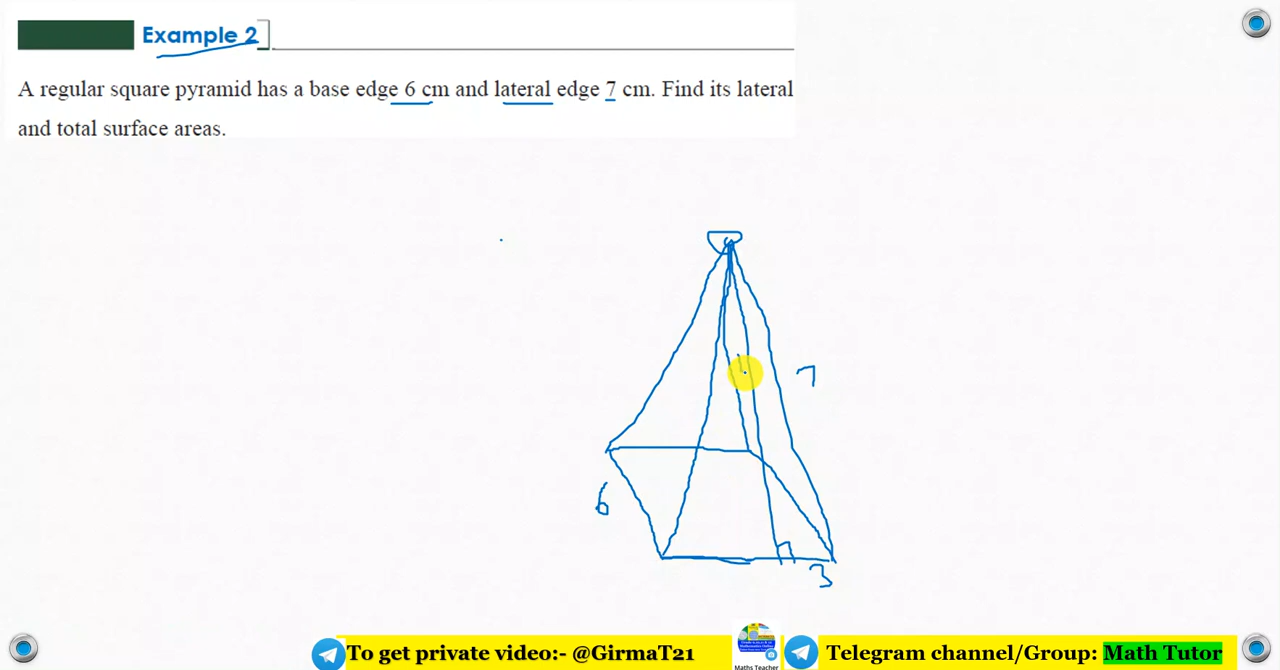 Example 2
A regular square pyramid has a base edge 6 cm and lateral edge 7 cm. Find its lateral
and total surface areas.
7
6
3
To get private video:- @GirmaT21
Maths Teacher
Telegram channel/Group: Math Tutor